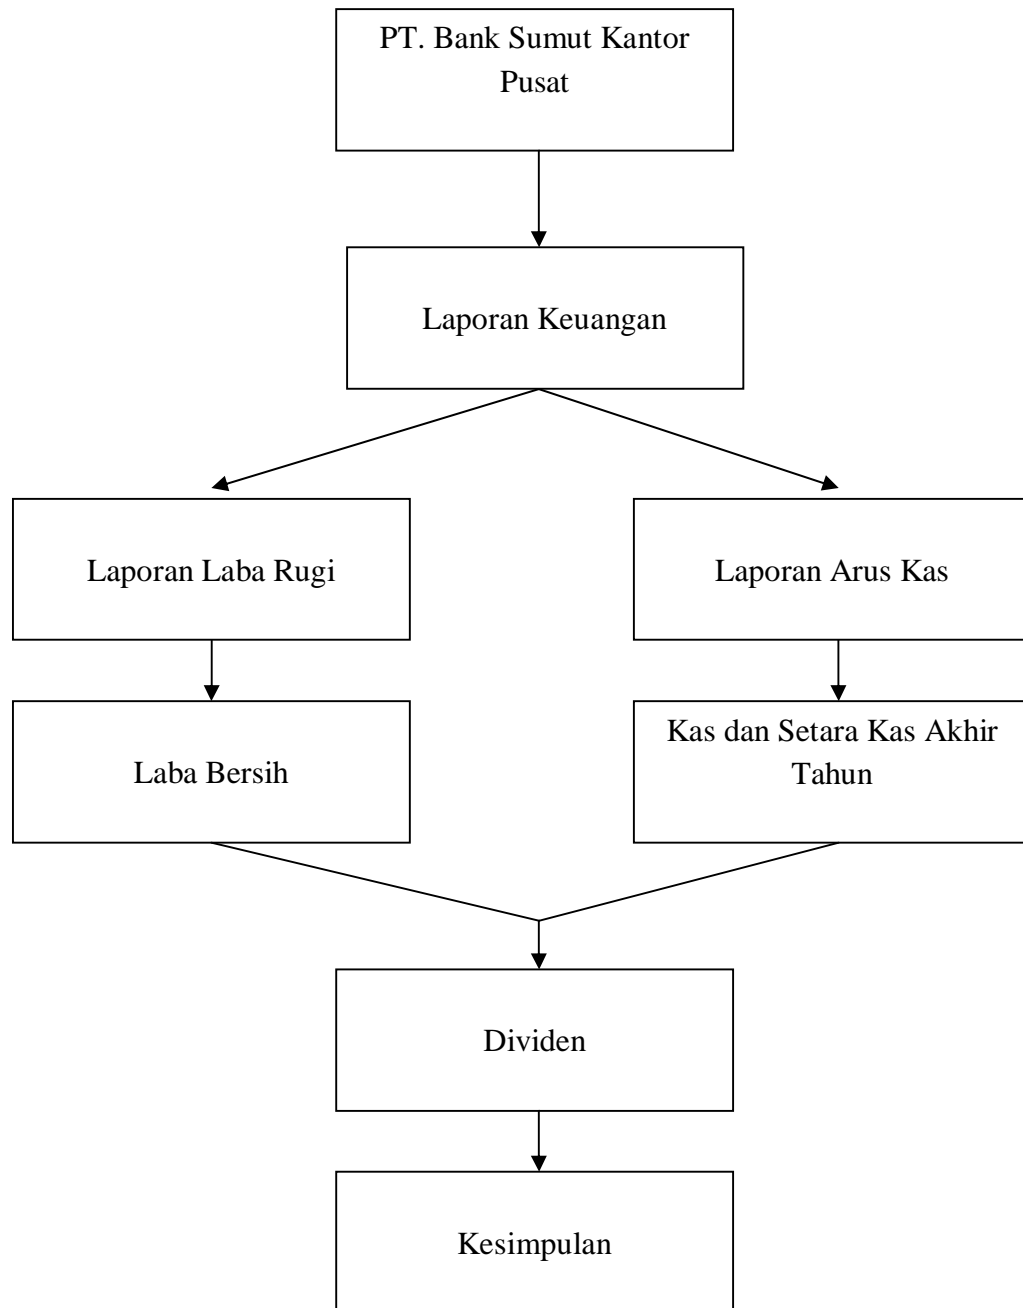 PT. Bank Sumut Kantor
Pusat
Laporan Keuangan
Laporan Laba Rugi
Laporan Arus Kas
Laba Bersih
Kas dan Setara Kas Akhir
Tahun
Dividen
Kesimpulan